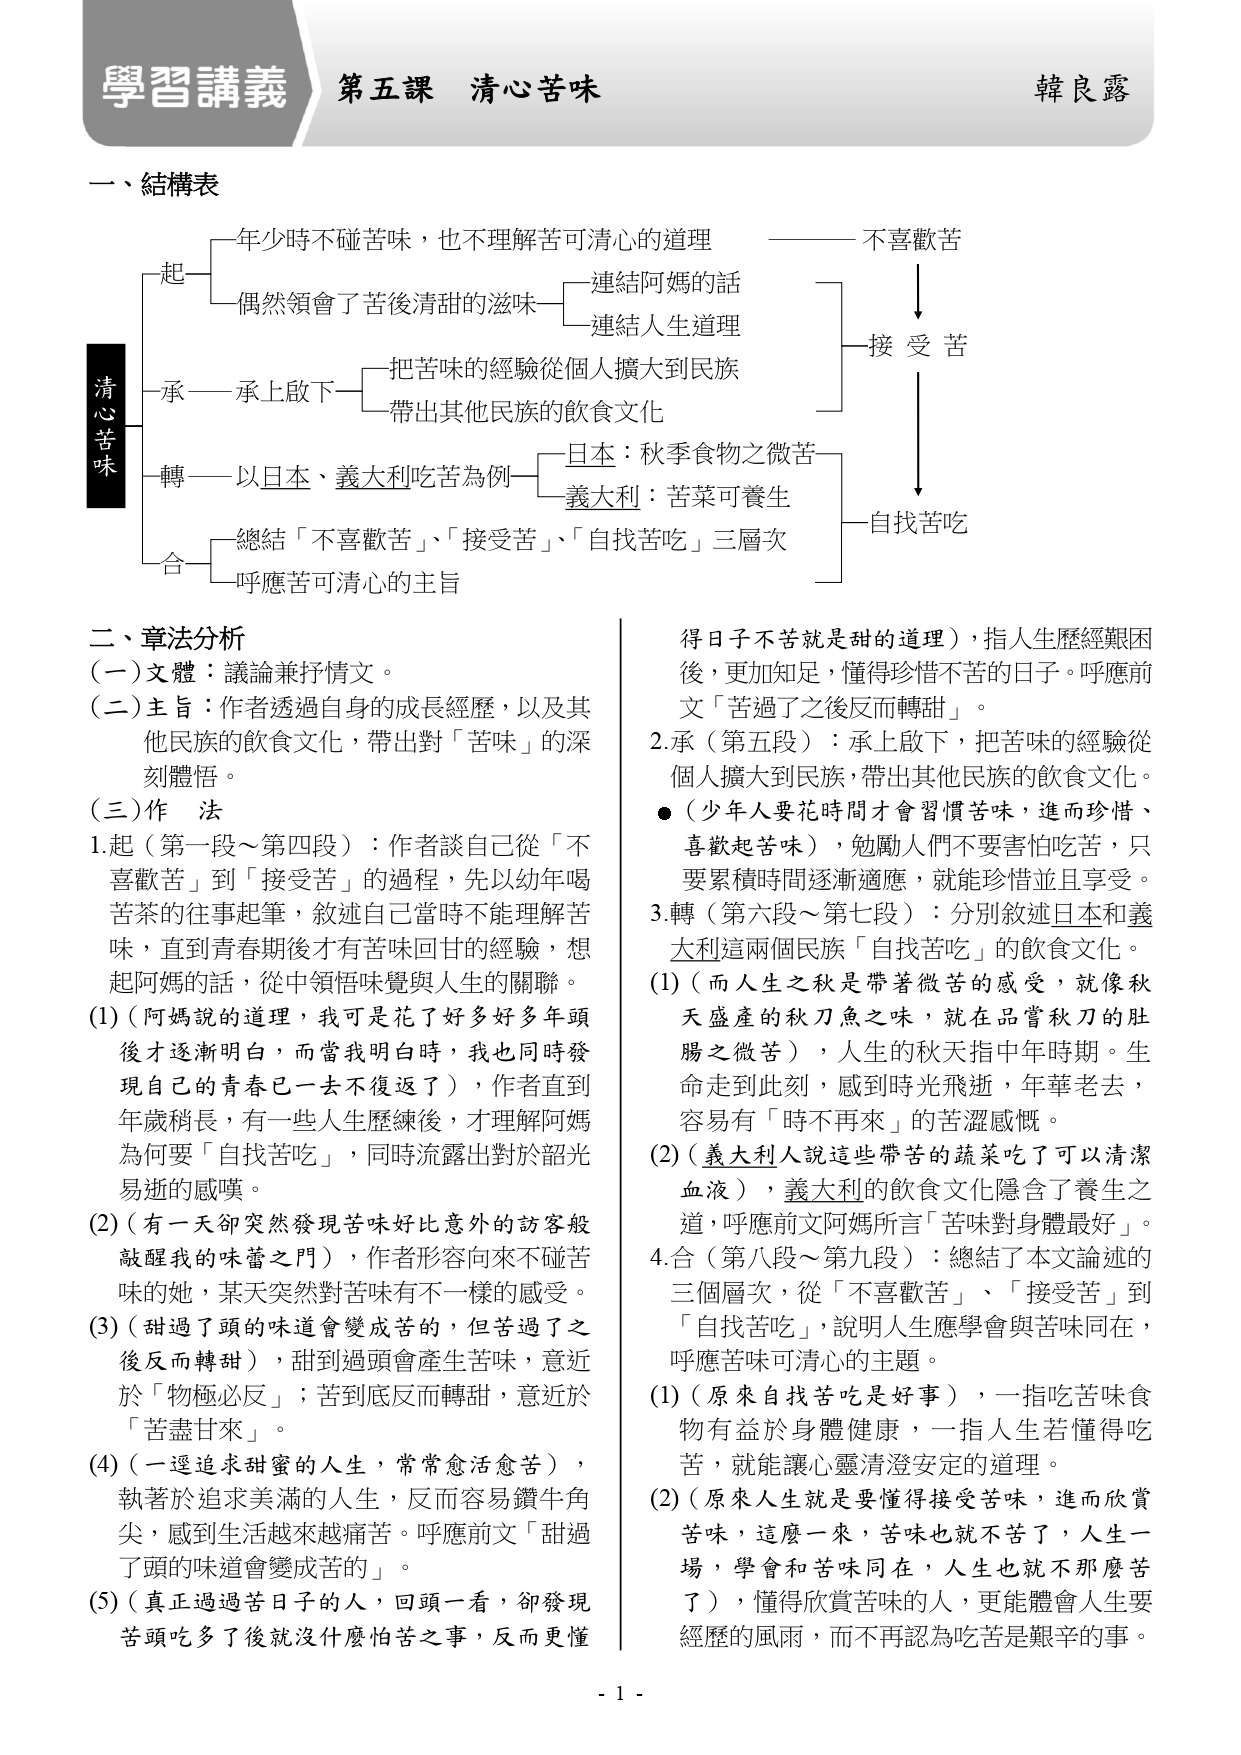 學習講義 第五課　清心苦味 韓良露
一、結構表
年少時不碰苦味，也不理解苦可清心的道理 不喜歡苦
起
偶然領會了苦後清甜的滋味
連結阿媽的話
連結人生道理
接受苦
清心苦味
承 承上啟下
把苦味的經驗從個人擴大到民族
帶出其他民族的飲食文化
轉 以日本、義大利吃苦為例
日本：秋季食物之微苦
義大利：苦菜可養生
自找苦吃
合
總結「不喜歡苦」、「接受苦」、「自找苦吃」三層次
呼應苦可清心的主旨
二、章法分析
(一)文體：議論兼抒情文。
(二)主旨：作者透過自身的成長經歷，以及其
他民族的飲食文化，帶出對「苦味」的深
刻體悟。
(三)作　法
1.起（第一段～第四段）：作者談自己從「不
喜歡苦」到「接受苦」的過程，先以幼年喝
苦茶的往事起筆，敘述自己當時不能理解苦
味，直到青春期後才有苦味回甘的經驗，想
起阿媽的話，從中領悟味覺與人生的關聯。
(1)（阿媽說的道理，我可是花了好多好多年頭
後才逐漸明白，而當我明白時，我也同時發
現自己的青春已一去不復返了），作者直到
年歲稍長，有一些人生歷練後，才理解阿媽
為何要「自找苦吃」，同時流露出對於韶光
易逝的感嘆。
(2)（有一天卻突然發現苦味好比意外的訪客般
敲醒我的味蕾之門），作者形容向來不碰苦
味的她，某天突然對苦味有不一樣的感受。
(3)（甜過了頭的味道會變成苦的，但苦過了之
後反而轉甜），甜到過頭會產生苦味，意近
於「物極必反」；苦到底反而轉甜，意近於
「苦盡甘來」。
(4)（一逕追求甜蜜的人生，常常愈活愈苦），
執著於追求美滿的人生，反而容易鑽牛角
尖，感到生活越來越痛苦。呼應前文「甜過
了頭的味道會變成苦的」。
(5)（真正過過苦日子的人，回頭一看，卻發現
苦頭吃多了後就沒什麼怕苦之事，反而更懂
得日子不苦就是甜的道理），指人生歷經艱困
後，更加知足，懂得珍惜不苦的日子。呼應前
文「苦過了之後反而轉甜」。
2.承（第五段）：承上啟下，把苦味的經驗從
個人擴大到民族，帶出其他民族的飲食文化。
●（少年人要花時間才會習慣苦味，進而珍惜、
喜歡起苦味），勉勵人們不要害怕吃苦，只
要累積時間逐漸適應，就能珍惜並且享受。
3.轉（第六段～第七段）：分別敘述日本和義
大利這兩個民族「自找苦吃」的飲食文化。
(1)（而人生之秋是帶著微苦的感受，就像秋
天盛產的秋刀魚之味，就在品嘗秋刀的肚
腸之微苦），人生的秋天指中年時期。生
命走到此刻，感到時光飛逝，年華老去，
容易有「時不再來」的苦澀感慨。
(2)（義大利人說這些帶苦的蔬菜吃了可以清潔
血液），義大利的飲食文化隱含了養生之
道，呼應前文阿媽所言「苦味對身體最好」。
4.合（第八段～第九段）：總結了本文論述的
三個層次，從「不喜歡苦」、「接受苦」到
「自找苦吃」，說明人生應學會與苦味同在，
呼應苦味可清心的主題。
(1)（原來自找苦吃是好事），一指吃苦味食
物有益於身體健康，一指人生若懂得吃
苦，就能讓心靈清澄安定的道理。
(2)（原來人生就是要懂得接受苦味，進而欣賞
苦味，這麼一來，苦味也就不苦了，人生一
場，學會和苦味同在，人生也就不那麼苦
了），懂得欣賞苦味的人，更能體會人生要
經歷的風雨，而不再認為吃苦是艱辛的事。
- 1 -